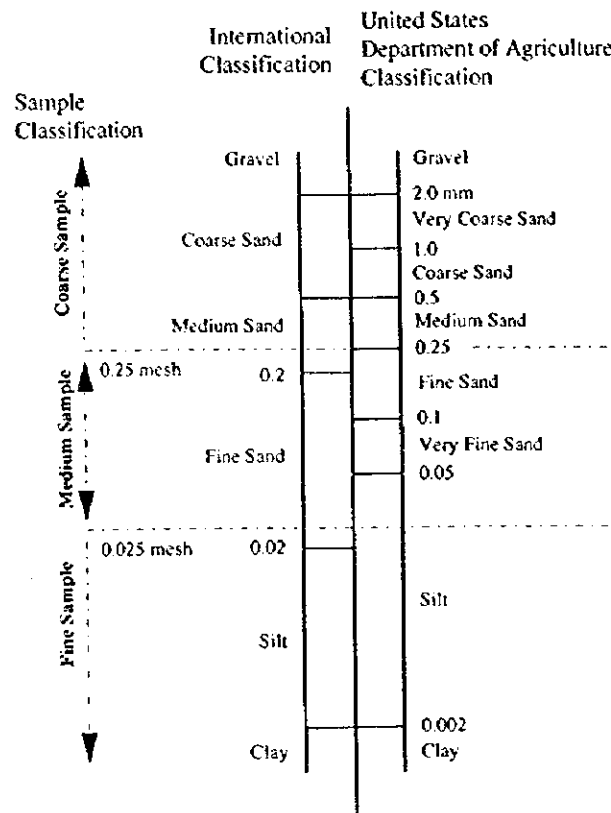 International
Classification
United States
Department of Agriculture
Classification
Sample
Classification
Gravel
Gravel
2.0 mm
Very Coarse Sand
Coarse Sand
1.0
Coarse Sand
0.5
Medium Sand
Medium Sand
0.25
0.25 mesh
0.2
Fine Sand
0.1
Very Fine Sand
Fine Sand
0.05
0.025 mesh
0.02
Silt
Silt
0.002
Clay
Clay
Coarse Sample
Medium Sample
Fine Sample